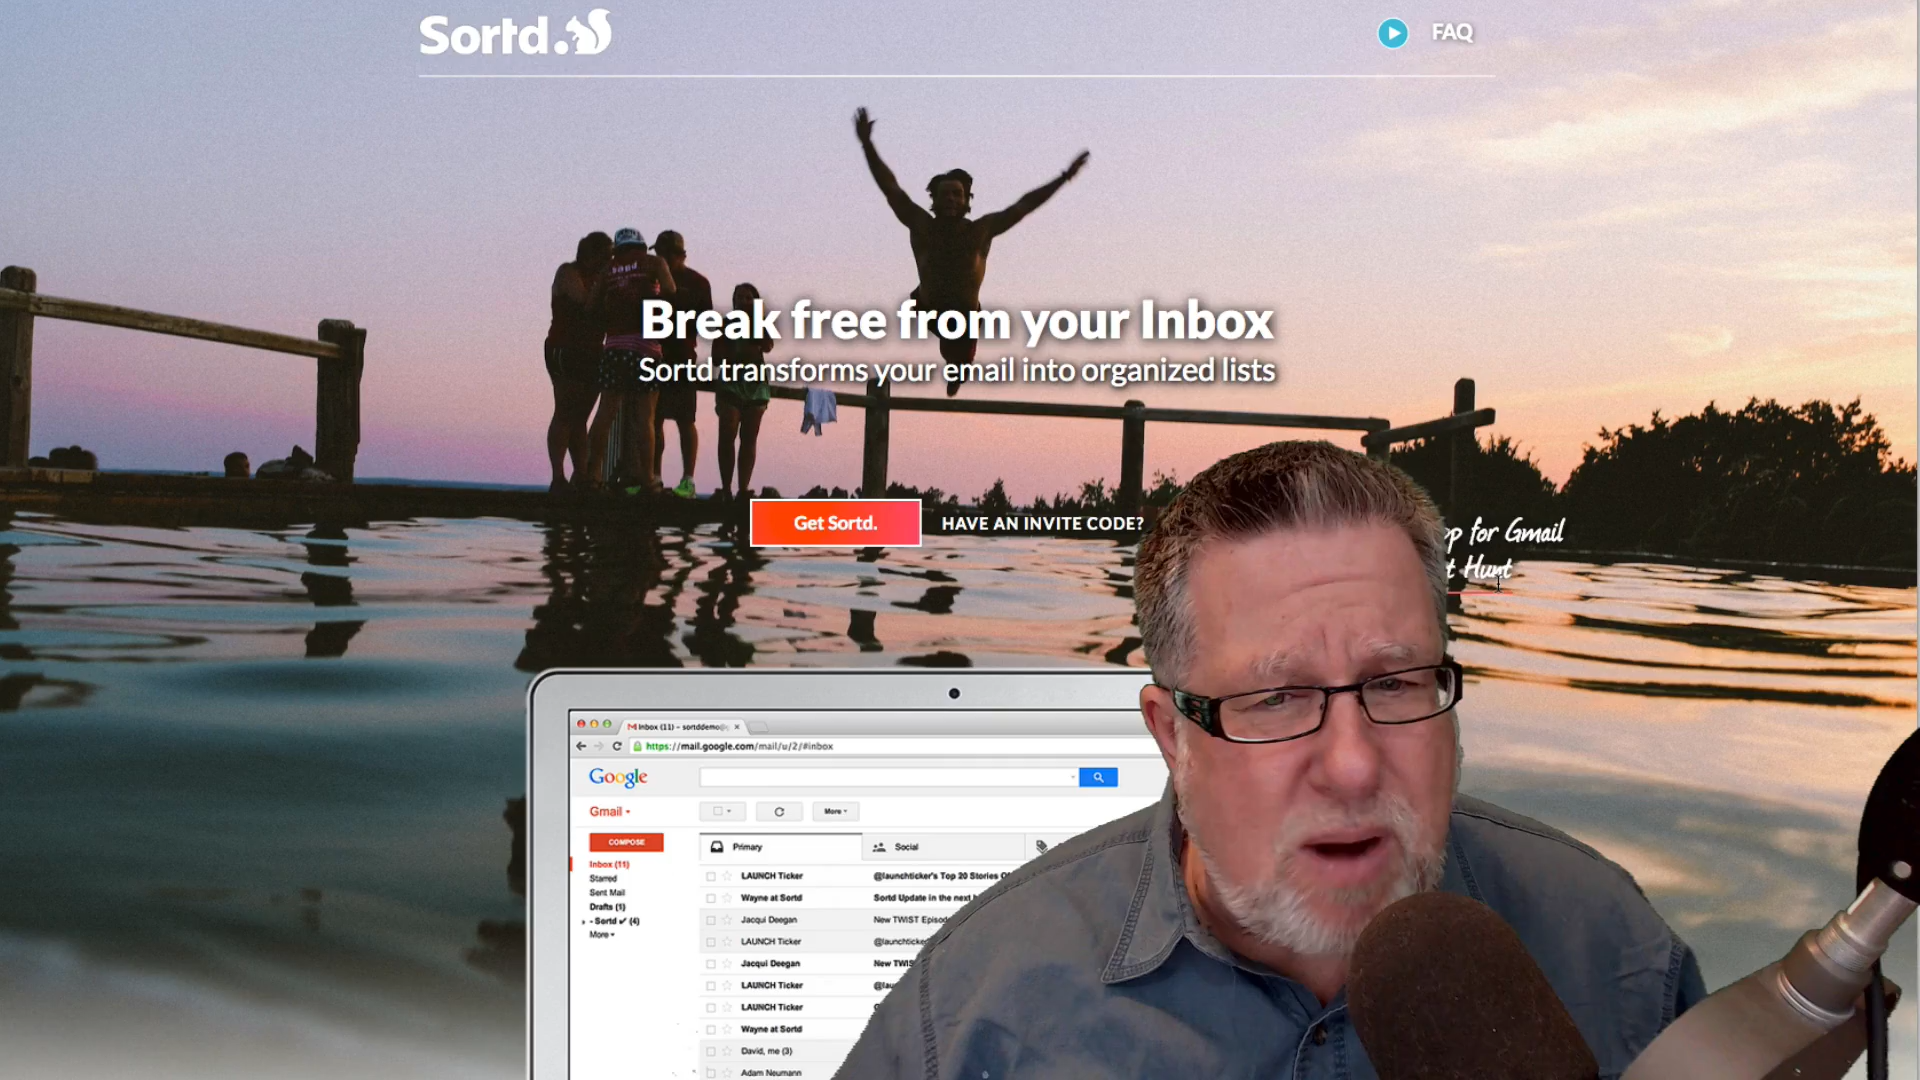 Sortd.
FAQ
Break free from your Inbox
Sortd transforms your email into organized lists
Get Sortd.
HAVE AN INVITE CODE?
for Gmail
Hunt
Inbox (11) - sortddemo@
https://mail.google.com/mail/u/2/#inbox
Google
Gmail
More
COMPOSE
Primary
Social
Inbox (11)
Starred
Sent Mail
Drafts (1)
- Sortd ✔ (4)
More
LAUNCH Ticker @launchticker's Top 20 Stories
Wayne at Sortd Sortd Update in the next
Jacqui Deegan New TWIST Episode
LAUNCH Ticker @launchticker
Jacqui Deegan New TWIS
LAUNCH Ticker @lau
LAUNCH Ticker
Wayne at Sortd
David, me (3)
Adam Neumann